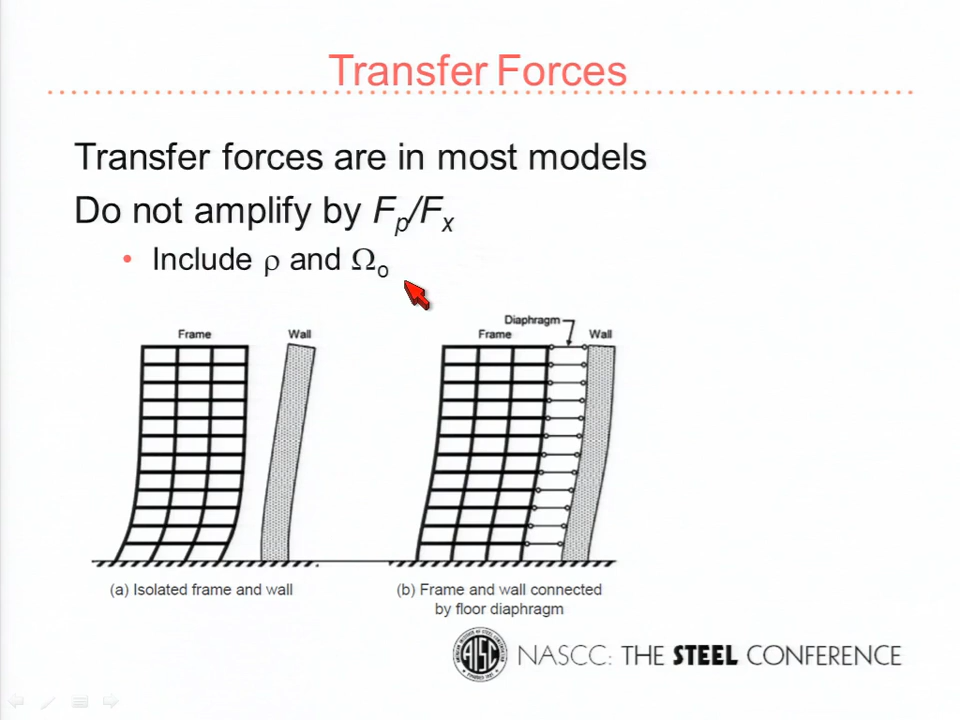 Transfer Forces
Transfer forces are in most models
Do not amplify by Fp/Fx
• Include ρ and Ωo
Frame
Wall
Diaphragm
Frame
Wall
(a) Isolated frame and wall
(b) Frame and wall connected
by floor diaphragm
AISC
NASCC: THE STEEL CONFERENCE